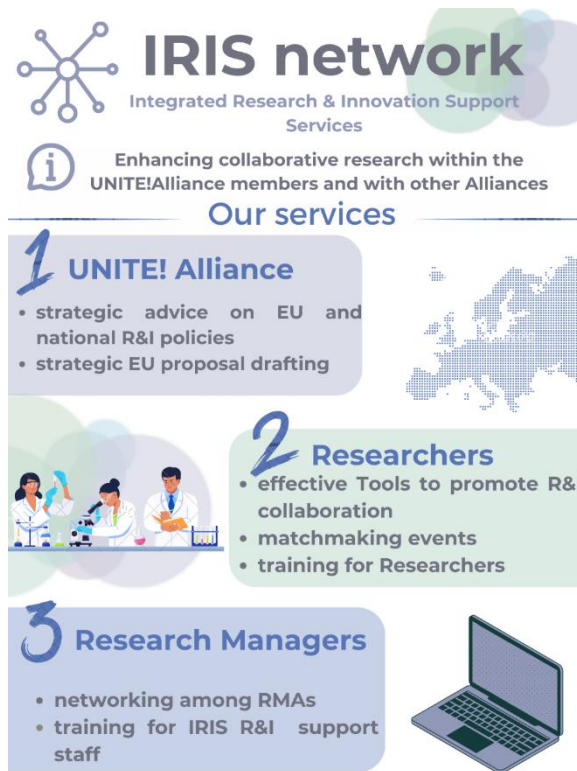 IRIS network
Integrated Research & Innovation Support
Services
Enhancing collaborative research within the
UNITE!Alliance members and with other Alliances
Our services
1 UNITE! Alliance
• strategic advice on EU and
national R&I policies
• strategic EU proposal drafting
2 Researchers
• effective Tools to promote R&
collaboration
• matchmaking events
• training for Researchers
3 Research Managers
• networking among RMAs
• training for IRIS R&I support
staff